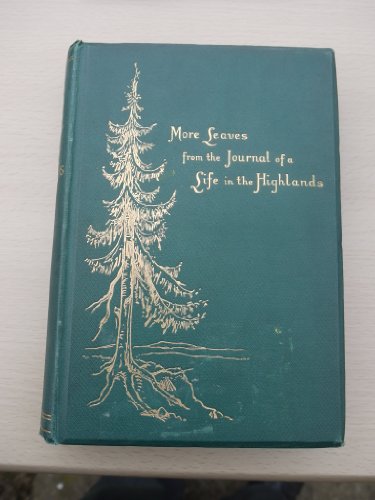 More Leaves
from the Journal of a
Life in the Highlands